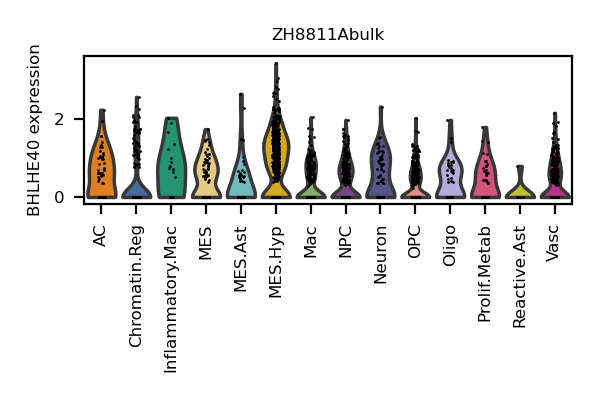 ZH8811Abulk
BHLHE40 expression
2
0
AC
Chromatin.Reg
Inflammatory.Mac
MES
MES.Ast
MES.Hyp
Mac
NPC
Neuron
OPC
Oligo
Prolif.Metab
Reactive.Ast
Vasc